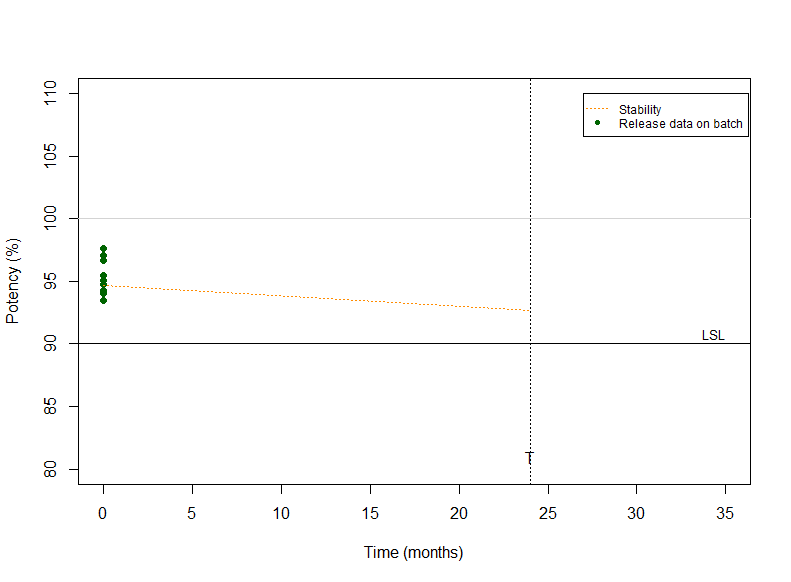 110
105
100
95
90
85
80
Potency (%)
Stability
Release data on batch
LSL
T
0 5 10 15 20 25 30 35
Time (months)